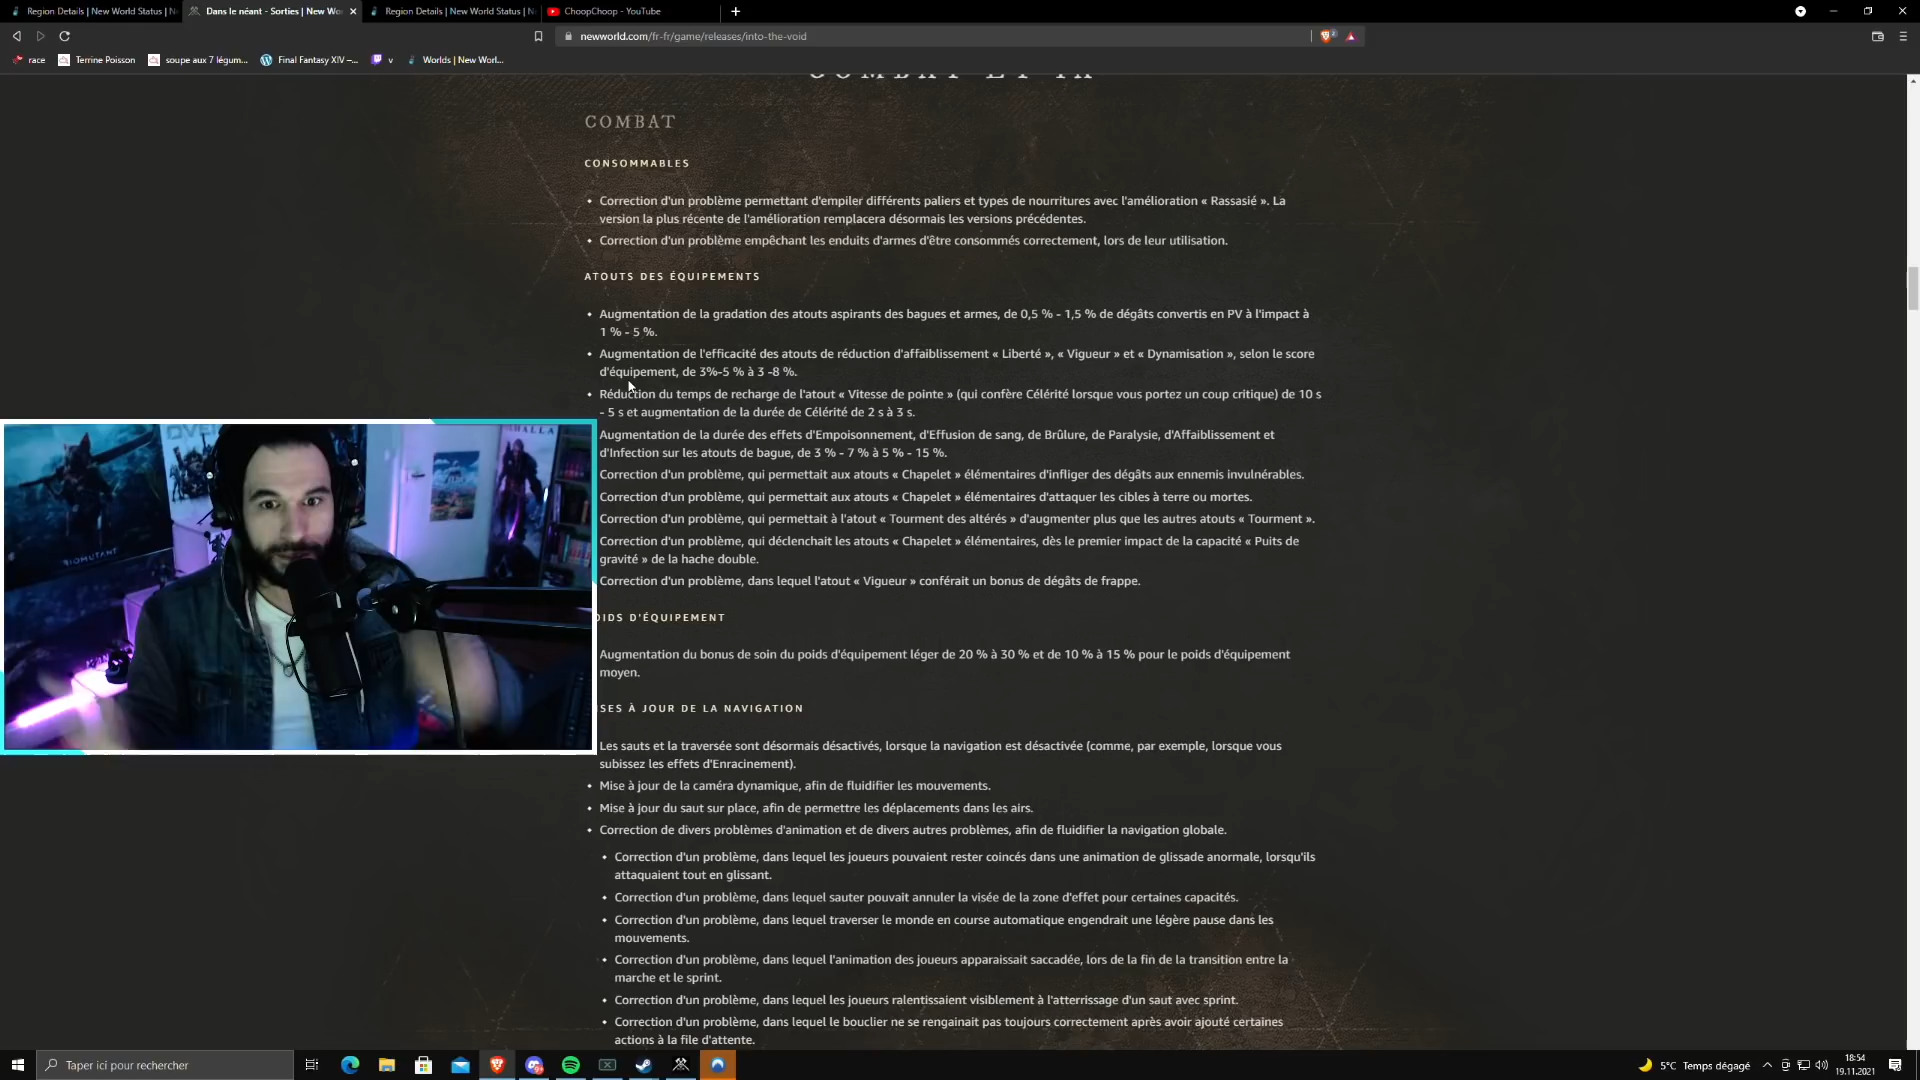 Region Details | New World Status | N
Dans le néant - Sorties | New Wo
Region Details | New World Status | N
ChoopChoop - YouTube
newworld.com/fr-fr/game/releases/into-the-void
race
Terrine Poisson
soupe aux 7 légum...
Final Fantasy XIV –...
v
Worlds | New Worl...
COMBAT ET IA
COMBAT
CONSOMMABLES
• Correction d'un problème permettant d'empiler différents paliers et types de nourritures avec l'amélioration « Rassasié ». La
version la plus récente de l'amélioration remplacera désormais les versions précédentes.
• Correction d'un problème empêchant les enduits d'armes d'être consommés correctement, lors de leur utilisation.
ATOUTS DES ÉQUIPEMENTS
• Augmentation de la gradation des atouts aspirants des bagues et armes, de 0,5 % - 1,5 % de dégâts convertis en PV à l'impact à
1 % - 5 %.
• Augmentation de l'efficacité des atouts de réduction d'affaiblissement « Liberté », « Vigueur » et « Dynamisation », selon le score
d'équipement, de 3%-5 % à 3 -8 %.
• Réduction du temps de recharge de l'atout « Vitesse de pointe » (qui confère Célérité lorsque vous portez un coup critique) de 10 s
- 5 s et augmentation de la durée de Célérité de 2 s à 3 s.
Augmentation de la durée des effets d'Empoisonnement, d'Effusion de sang, de Brûlure, de Paralysie, d'Affaiblissement et
d'Infection sur les atouts de bague, de 3 % - 7 % à 5 % - 15 %.
Correction d'un problème, qui permettait aux atouts « Chapelet » élémentaires d'infliger des dégâts aux ennemis invulnérables.
Correction d'un problème, qui permettait aux atouts « Chapelet » élémentaires d'attaquer les cibles à terre ou mortes.
Correction d'un problème, qui permettait à l'atout « Tourment des altérés » d'augmenter plus que les autres atouts « Tourment ».
Correction d'un problème, qui déclenchait les atouts « Chapelet » élémentaires, dès le premier impact de la capacité « Puits de
gravité » de la hache double.
Correction d'un problème, dans lequel l'atout « Vigueur » conférait un bonus de dégâts de frappe.
OIDS D'ÉQUIPEMENT
Augmentation du bonus de soin du poids d'équipement léger de 20 % à 30 % et de 10 % à 15 % pour le poids d'équipement
moyen.
SES À JOUR DE LA NAVIGATION
Les sauts et la traversée sont désormais désactivés, lorsque la navigation est désactivée (comme, par exemple, lorsque vous
subissez les effets d'Enracinement).
• Mise à jour de la caméra dynamique, afin de fluidifier les mouvements.
• Mise à jour du saut sur place, afin de permettre les déplacements dans les airs.
• Correction de divers problèmes d'animation et de divers autres problèmes, afin de fluidifier la navigation globale.
• Correction d'un problème, dans lequel les joueurs pouvaient rester coincés dans une animation de glissade anormale, lorsqu'ils
attaquaient tout en glissant.
• Correction d'un problème, dans lequel sauter pouvait annuler la visée de la zone d'effet pour certaines capacités.
• Correction d'un problème, dans lequel traverser le monde en course automatique engendrait une légère pause dans les
mouvements.
• Correction d'un problème, dans lequel l'animation des joueurs apparaissait saccadée, lors de la fin de la transition entre la
marche et le sprint.
• Correction d'un problème, dans lequel les joueurs ralentissaient visiblement à l'atterrissage d'un saut avec sprint.
• Correction d'un problème, dans lequel le bouclier ne se rengainait pas toujours correctement après avoir ajouté certaines
actions à la file d'attente.
BIOMUTANT
Taper ici pour rechercher
5°C Temps dégagé
18:54
19.11.2021